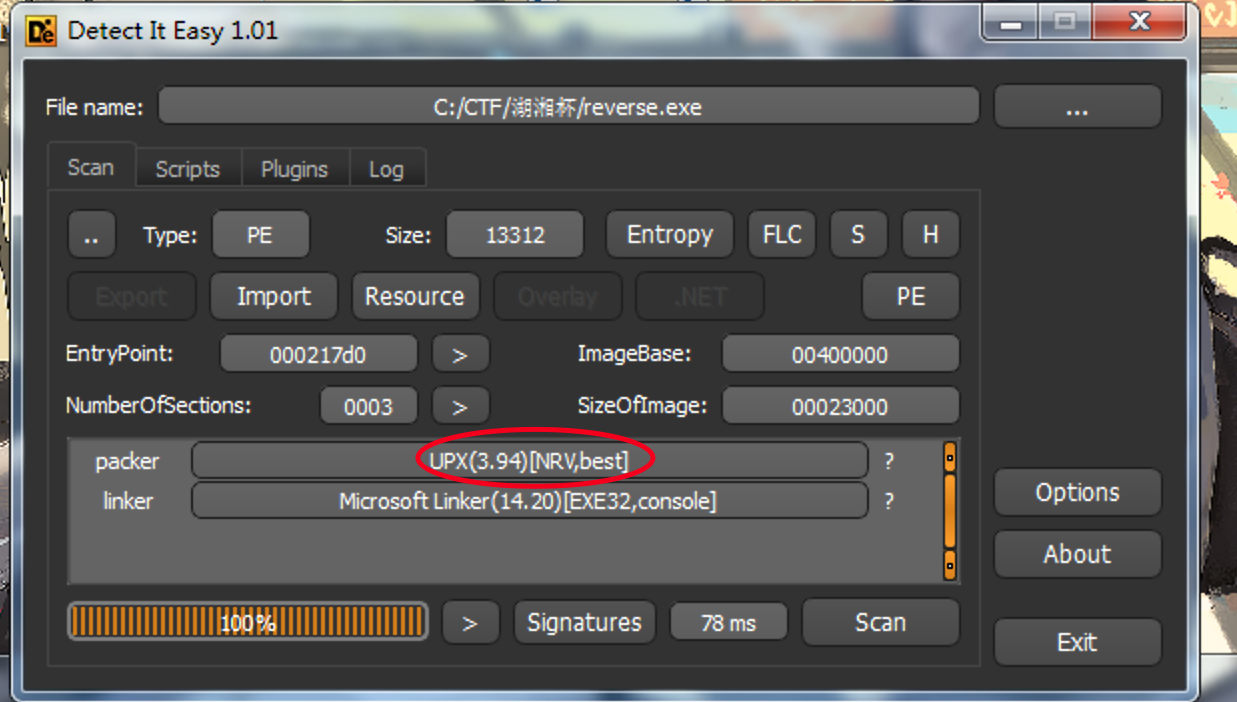 Detect It Easy 1.01
File name: C:/CTF/湖湘杯/reverse.exe ...
Scan Scripts Plugins Log
.. Type: PE Size: 13312 Entropy FLC S H
Export Import Resource Overlay .NET PE
EntryPoint: 000217d0 > ImageBase: 00400000
NumberOfSections: 0003 > SizeOfImage: 00023000
packer UPX(3.94)[NRV,best] ?
linker Microsoft Linker(14.20)[EXE32,console] ?
Options
About
100% > Signatures 78 ms Scan
Exit